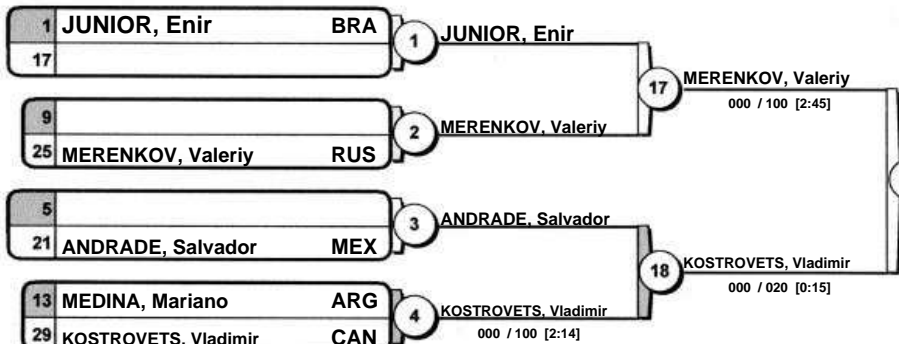 1 JUNIOR, Enir BRA
17
1 JUNIOR, Enir
17 MERENKOV, Valeriy
000 / 100 [2:45]
9
25 MERENKOV, Valeriy RUS
2 MERENKOV, Valeriy
5
21 ANDRADE, Salvador MEX
3 ANDRADE, Salvador
18 KOSTROVETS, Vladimir
000 / 020 [0:15]
13 MEDINA, Mariano ARG
29 KOSTROVETS, Vladimir CAN
4 KOSTROVETS, Vladimir
000 / 100 [2:14]